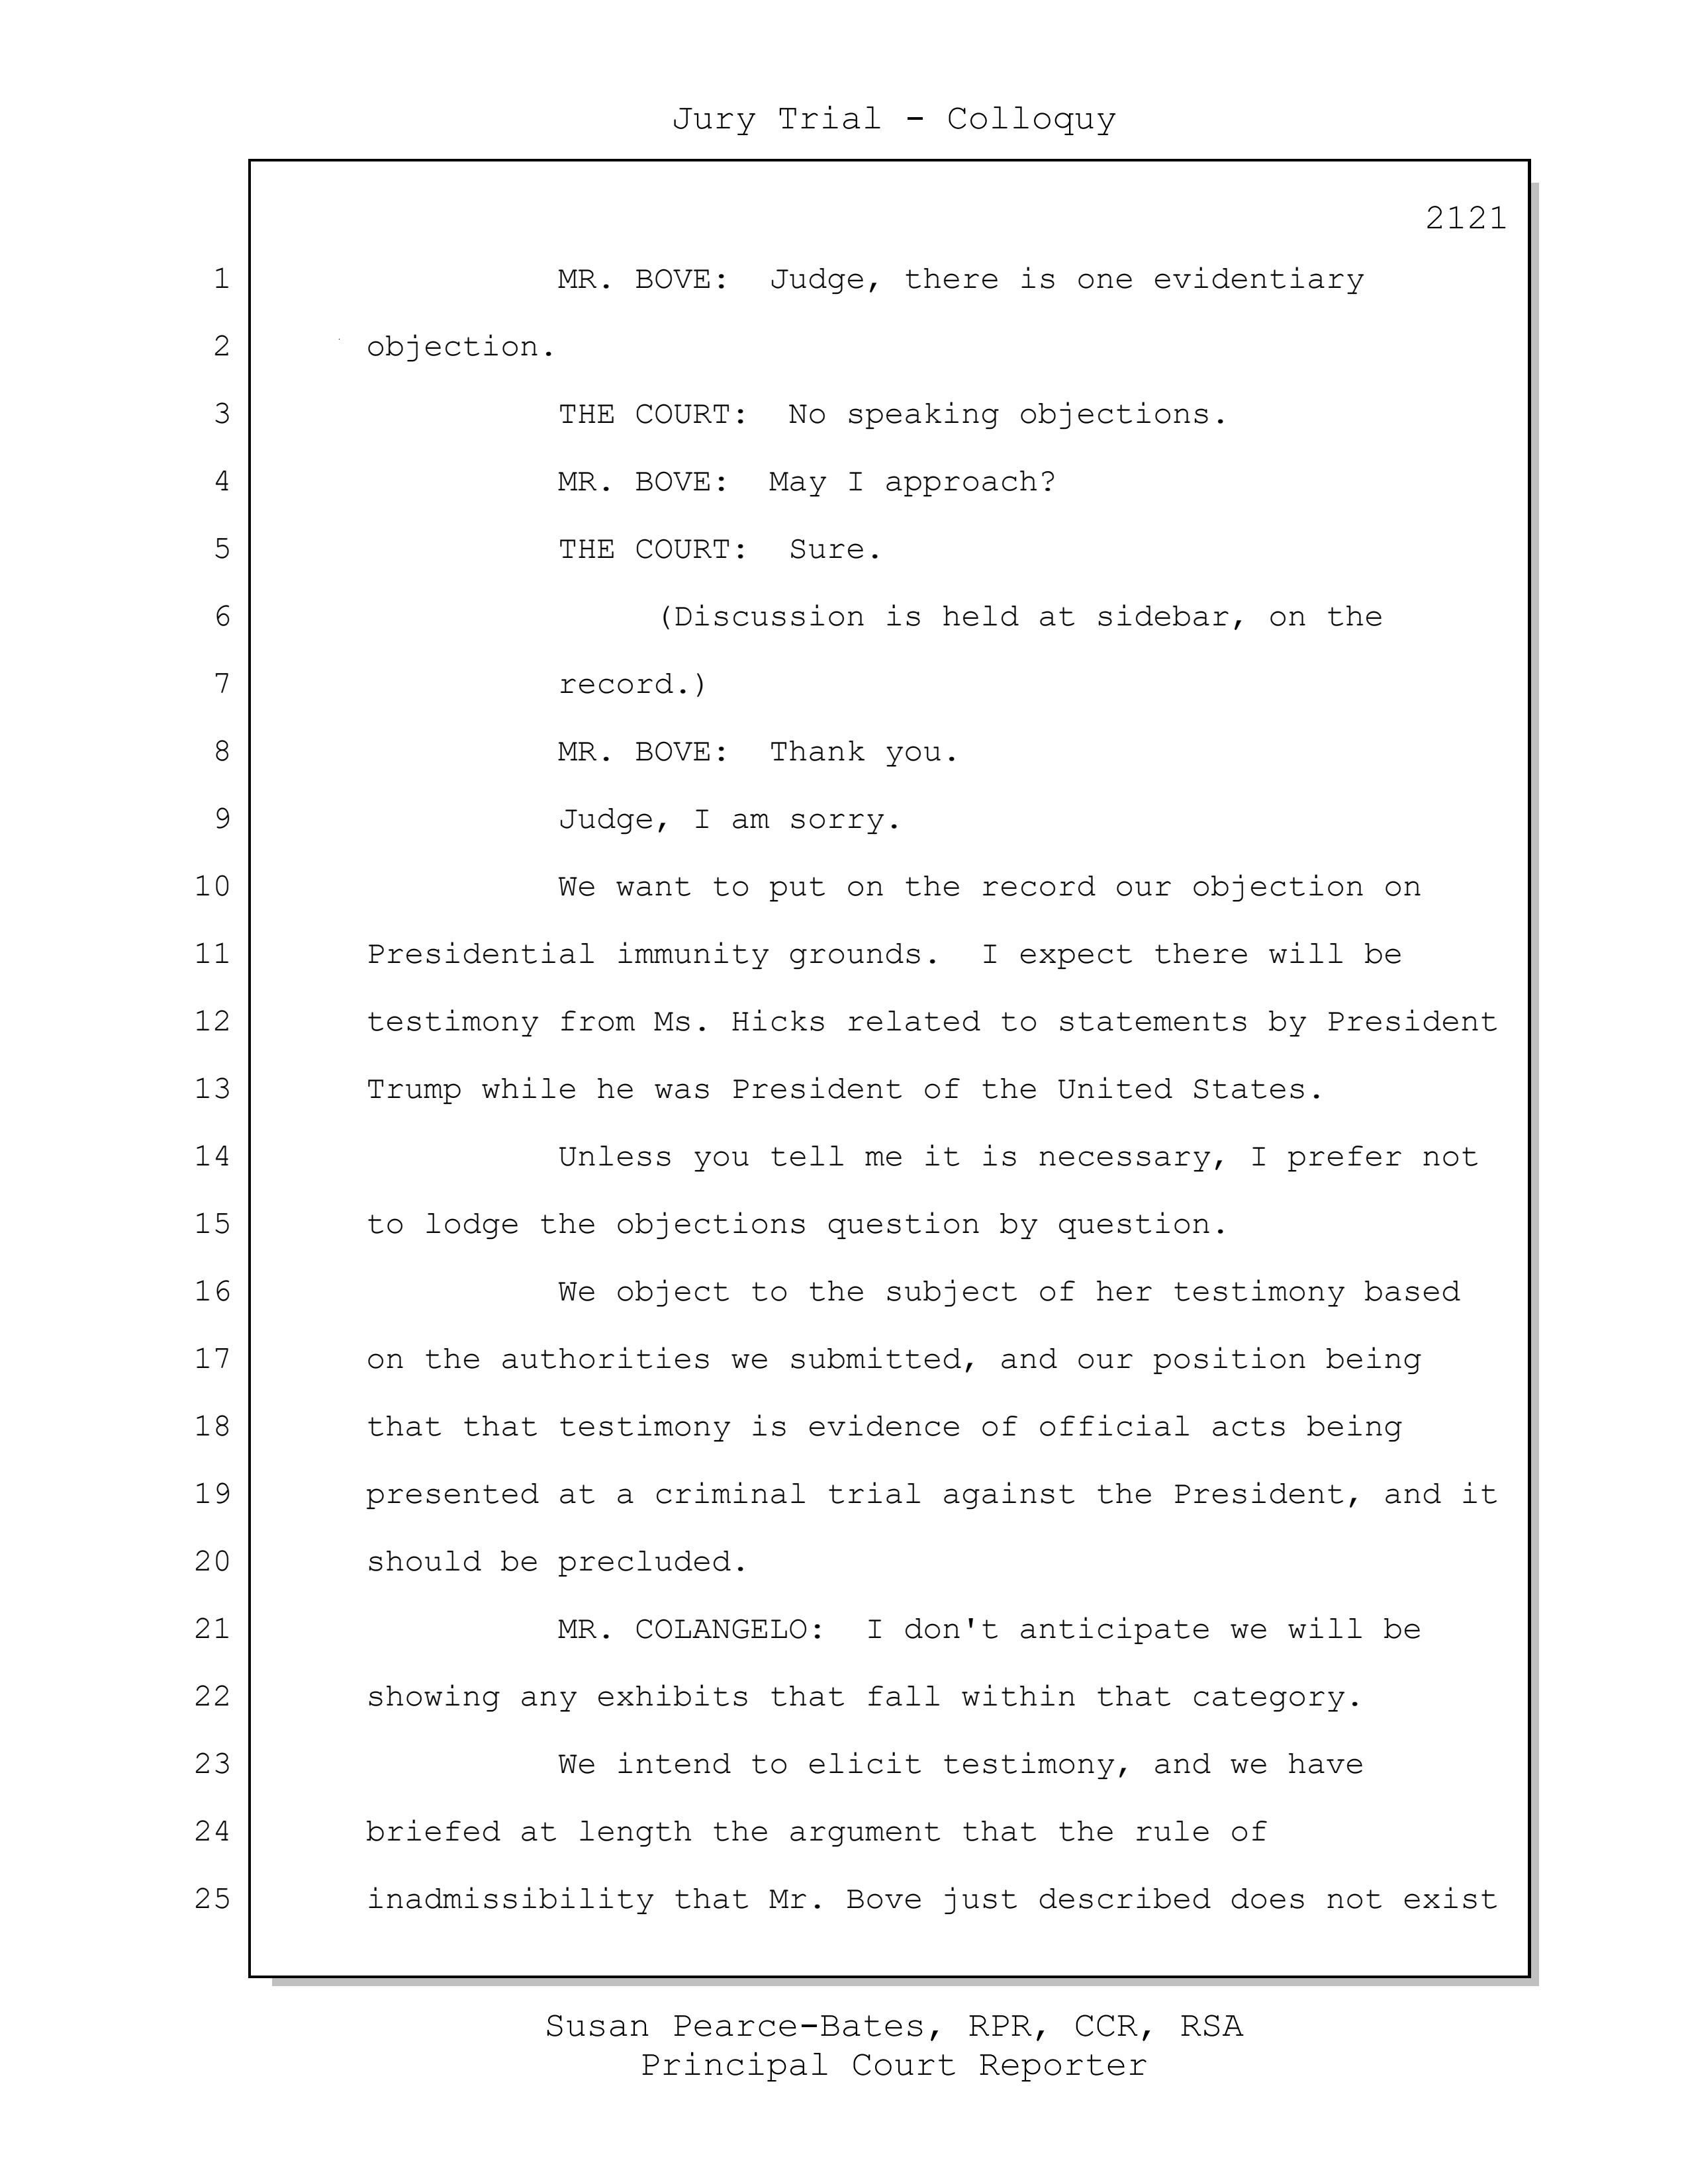 Jury Trial - Colloquy
2121
1 MR. BOVE: Judge, there is one evidentiary
2 objection.
3 THE COURT: No speaking objections.
4 MR. BOVE: May I approach?
5 THE COURT: Sure.
6 (Discussion is held at sidebar, on the
7 record.)
8 MR. BOVE: Thank you.
9 Judge, I am sorry.
10 We want to put on the record our objection on
11 Presidential immunity grounds. I expect there will be
12 testimony from Ms. Hicks related to statements by President
13 Trump while he was President of the United States.
14 Unless you tell me it is necessary, I prefer not
15 to lodge the objections question by question.
16 We object to the subject of her testimony based
17 on the authorities we submitted, and our position being
18 that that testimony is evidence of official acts being
19 presented at a criminal trial against the President, and it
20 should be precluded.
21 MR. COLANGELO: I don't anticipate we will be
22 showing any exhibits that fall within that category.
23 We intend to elicit testimony, and we have
24 briefed at length the argument that the rule of
25 inadmissibility that Mr. Bove just described does not exist
Susan Pearce-Bates, RPR, CCR, RSA
Principal Court Reporter